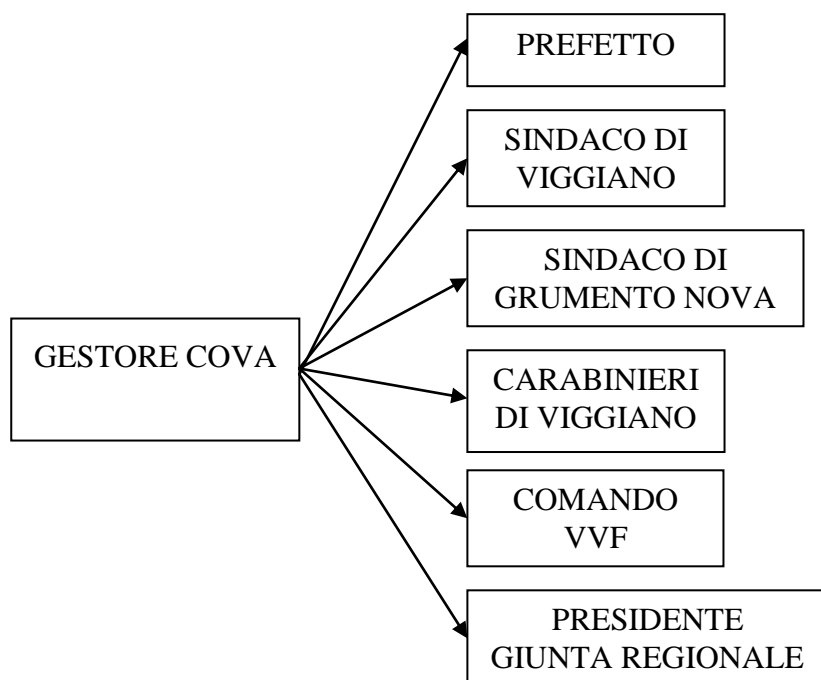 PREFETTO
SINDACO DI
VIGGIANO
SINDACO DI
GRUMENTO NOVA
GESTORE COVA
CARABINIERI
DI VIGGIANO
COMANDO
VVF
PRESIDENTE
GIUNTA REGIONALE